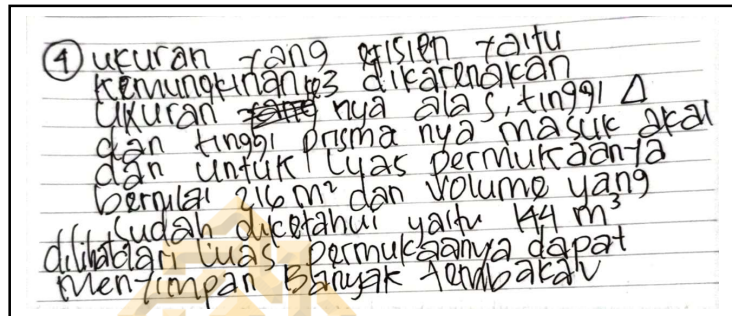 ④ ukuran yang efisien yaitu
kemungkinan ke3 dikarenakan
ukuran nya alas, tinggi Δ
dan tinggi prisma nya masuk akal
dan untuk luas permukaanya
bernilai 216 m² dan volume yang
sudah diketahui yaitu 144 m³
dilihat dari luas permukaanya dapat
menyimpan Banyak tembakau